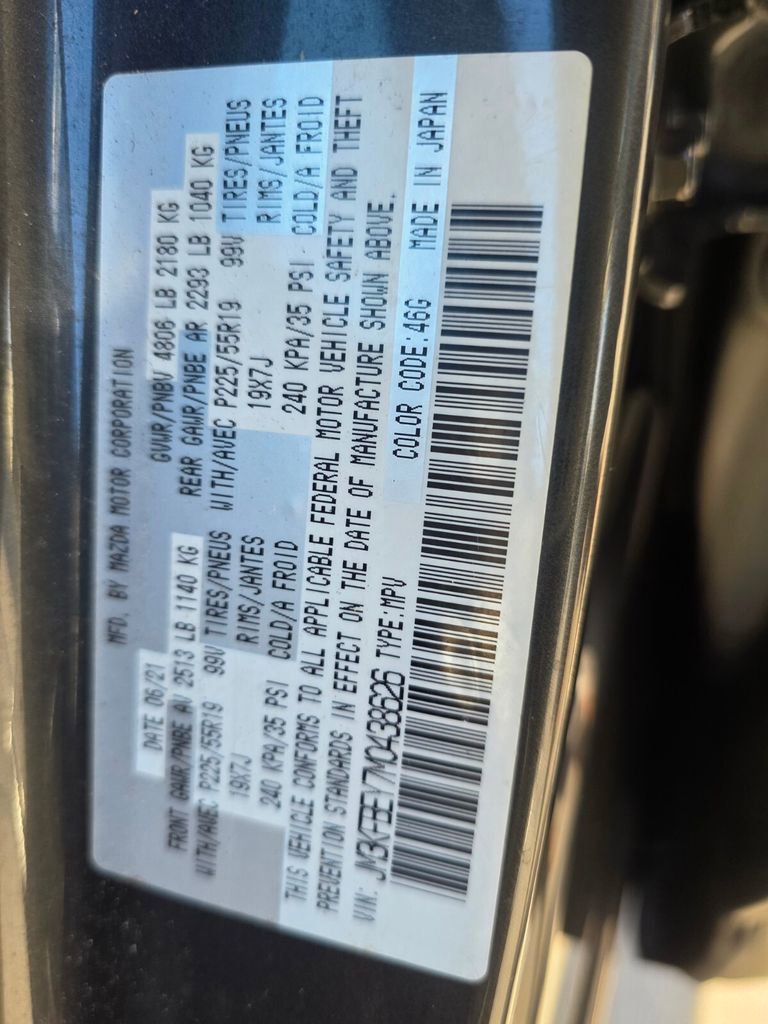 MFD. BY MAZDA MOTOR CORPORATION
DATE 06/21 GVWR/PNBV 4806 LB 2180 KG
FRONT GAWR/PNBE AV 2513 LB 1140 KG REAR GAWR/PNBE AR 2293 LB 1040 KG
WITH/AVEC P225/55R19 99V TIRES/PNEUS WITH/AVEC P225/55R19 99V TIRES/PNEUS
19X7J RIMS/JANTES 19X7J RIMS/JANTES
240 KPA/35 PSI COLD/A FROID 240 KPA/35 PSI COLD/A FROID
THIS VEHICLE CONFORMS TO ALL APPLICABLE FEDERAL MOTOR VEHICLE SAFETY AND THEFT
PREVENTION STANDARDS IN EFFECT ON THE DATE OF MANUFACTURE SHOWN ABOVE.
VIN: JM3KFBEY7M0438626 TYPE:MPV COLOR CODE:46G MADE IN JAPAN